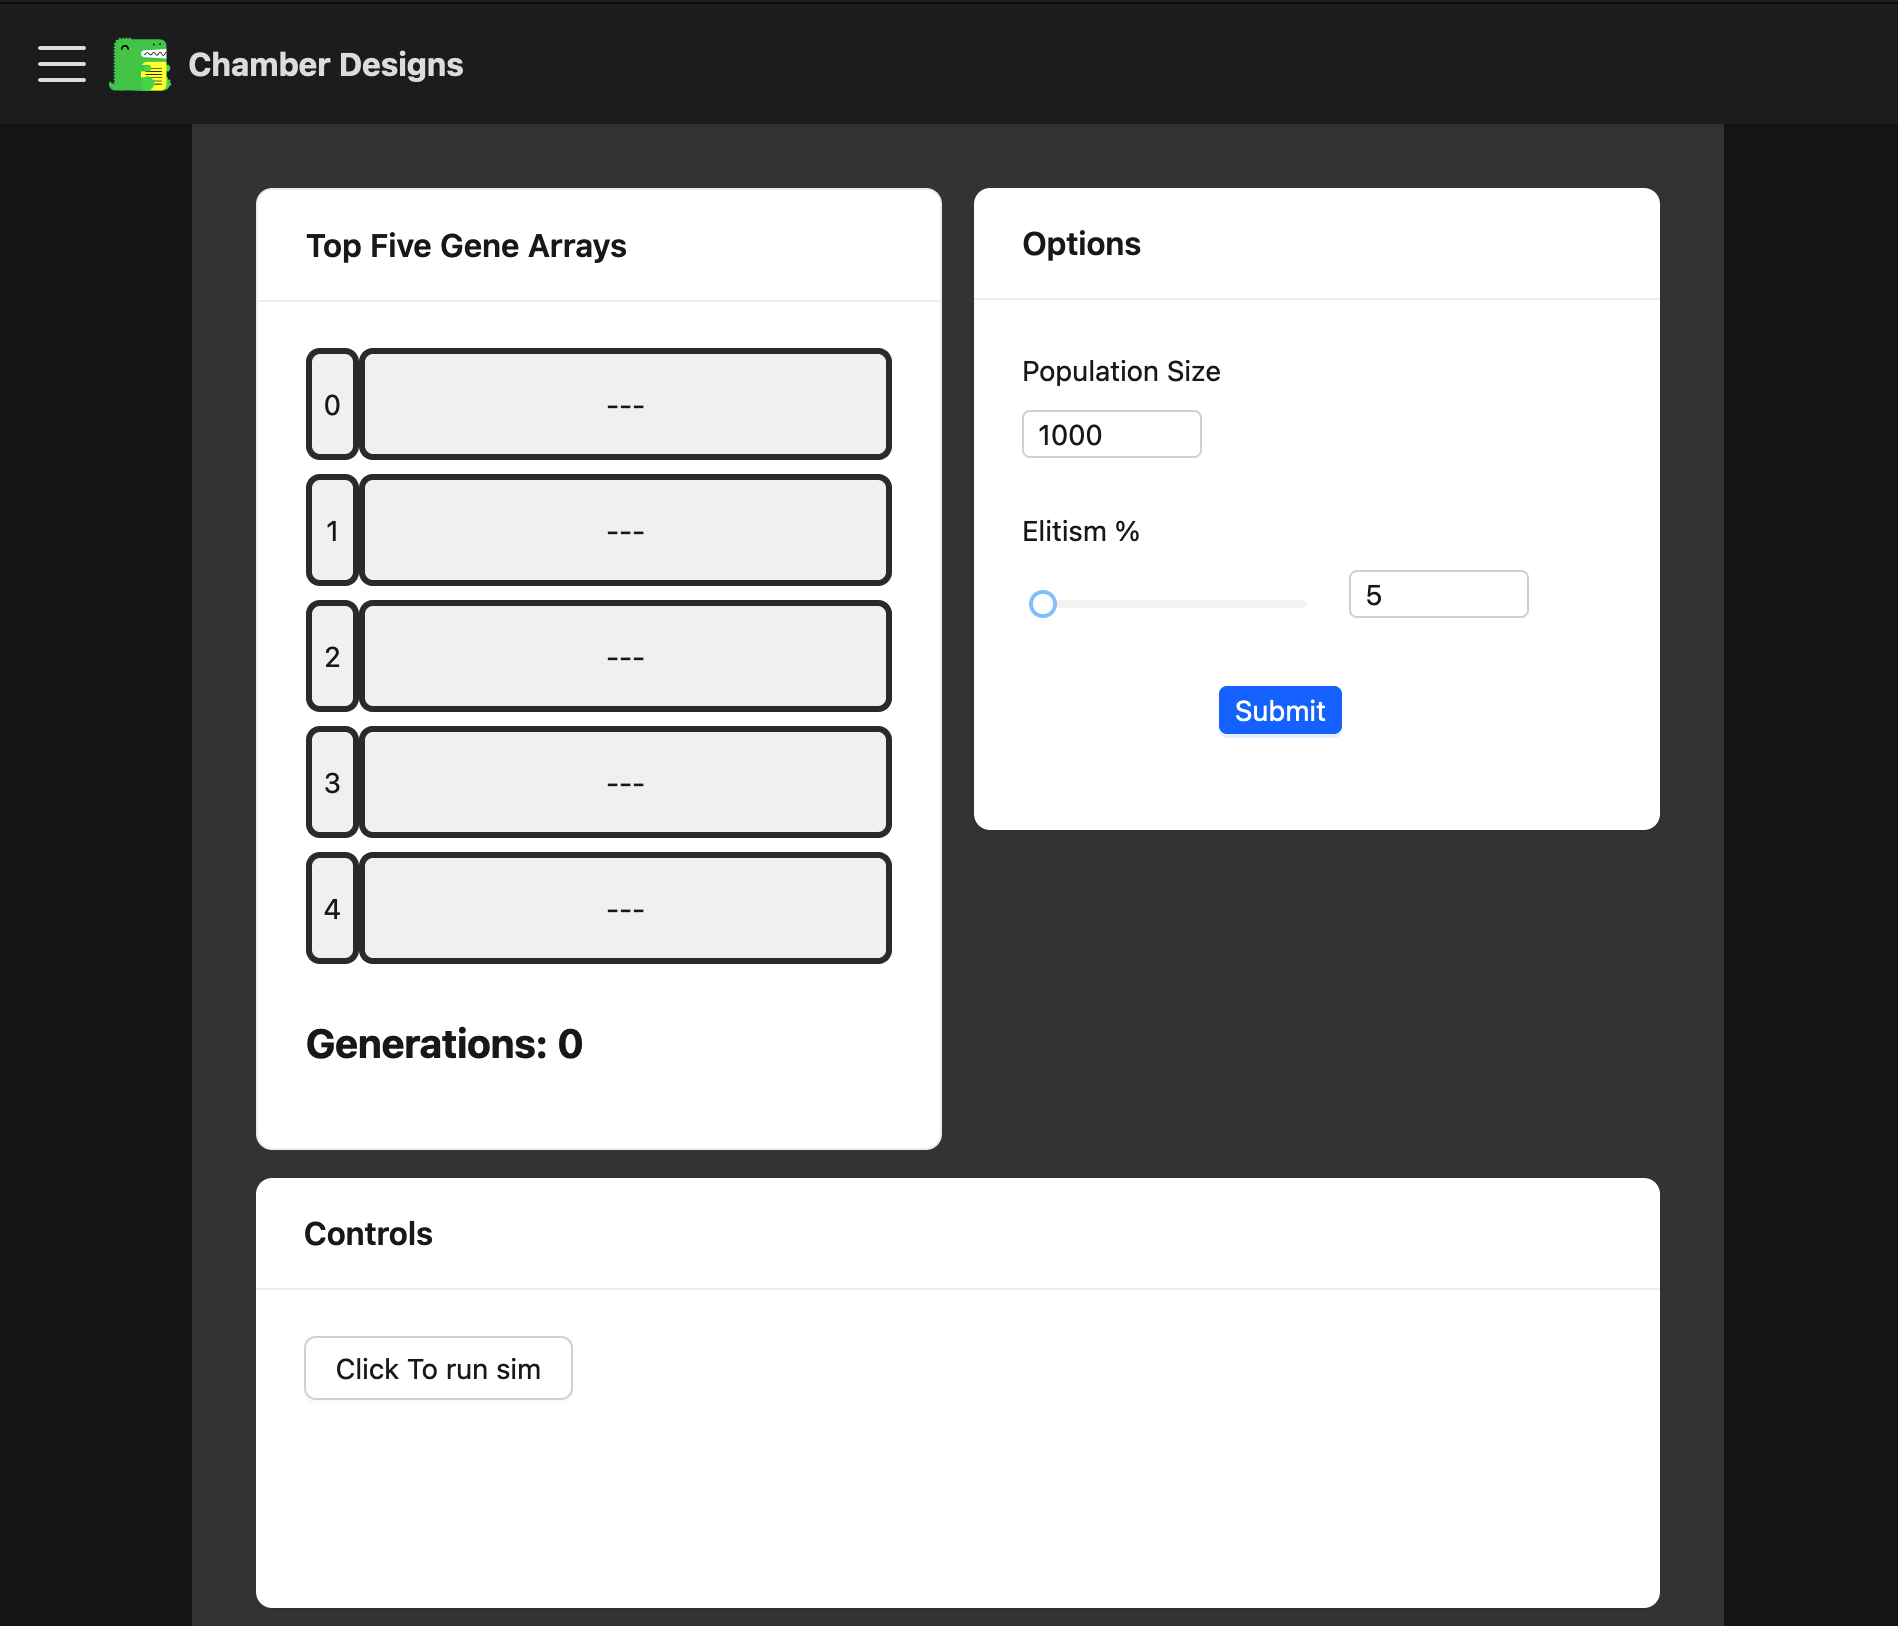 Chamber Designs
Top Five Gene Arrays
0 ---
1 ---
2 ---
3 ---
4 ---
Generations: 0
Options
Population Size
1000
Elitism %
5
Submit
Controls
Click To run sim